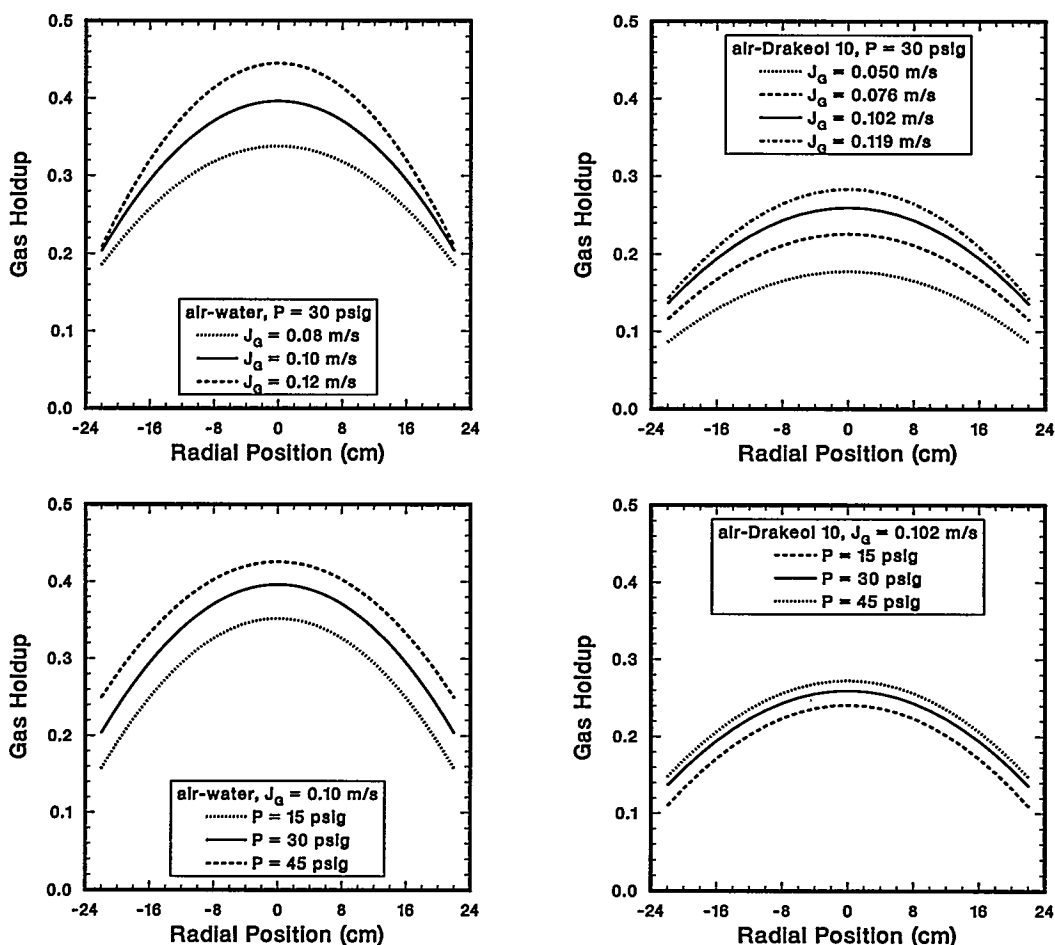 0.5
0.4
0.3
0.2
0.1
0.0
Gas Holdup
air-water, P = 30 psig
J_G = 0.08 m/s
J_G = 0.10 m/s
J_G = 0.12 m/s
-24 -16 -8 0 8 16 24
Radial Position (cm)
0.5
0.4
0.3
0.2
0.1
0.0
Gas Holdup
air-Drakeol 10, P = 30 psig
J_G = 0.050 m/s
J_G = 0.076 m/s
J_G = 0.102 m/s
J_G = 0.119 m/s
-24 -16 -8 0 8 16 24
Radial Position (cm)
0.5
0.4
0.3
0.2
0.1
0.0
Gas Holdup
air-water, J_G = 0.10 m/s
P = 15 psig
P = 30 psig
P = 45 psig
-24 -16 -8 0 8 16 24
Radial Position (cm)
0.5
0.4
0.3
0.2
0.1
0.0
Gas Holdup
air-Drakeol 10, J_G = 0.102 m/s
P = 15 psig
P = 30 psig
P = 45 psig
-24 -16 -8 0 8 16 24
Radial Position (cm)